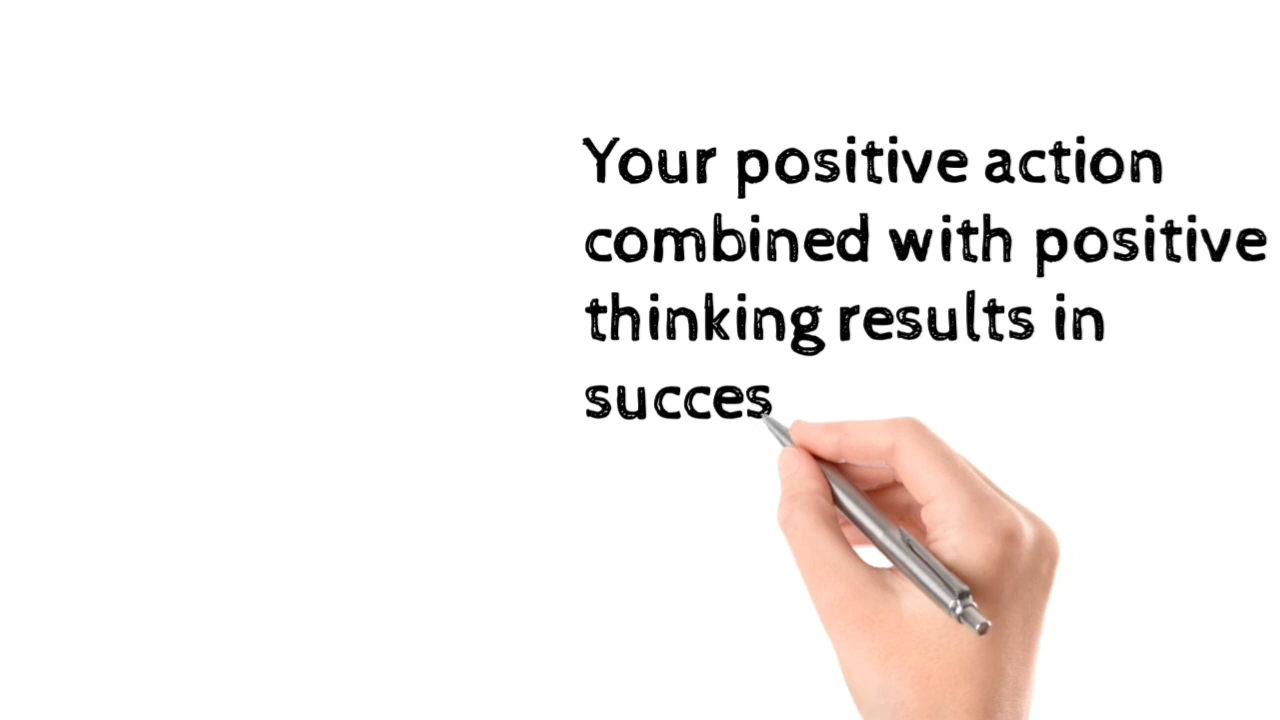 Your positive action
combined with positive
thinking results in
succes